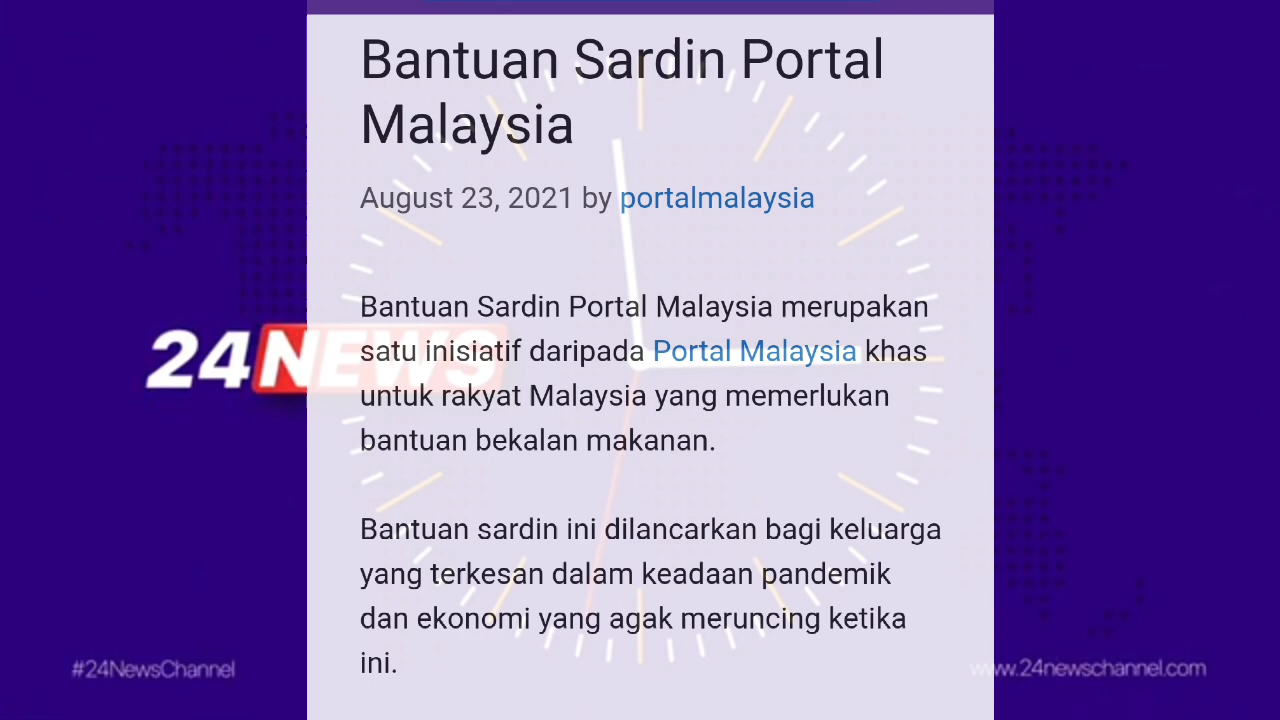 Bantuan Sardin Portal
Malaysia
August 23, 2021 by portalmalaysia
Bantuan Sardin Portal Malaysia merupakan
satu inisiatif daripada Portal Malaysia khas
untuk rakyat Malaysia yang memerlukan
bantuan bekalan makanan.
Bantuan sardin ini dilancarkan bagi keluarga
yang terkesan dalam keadaan pandemik
dan ekonomi yang agak meruncing ketika
ini.
24NEWS
#24NewsChannel
www.24newschannel.com